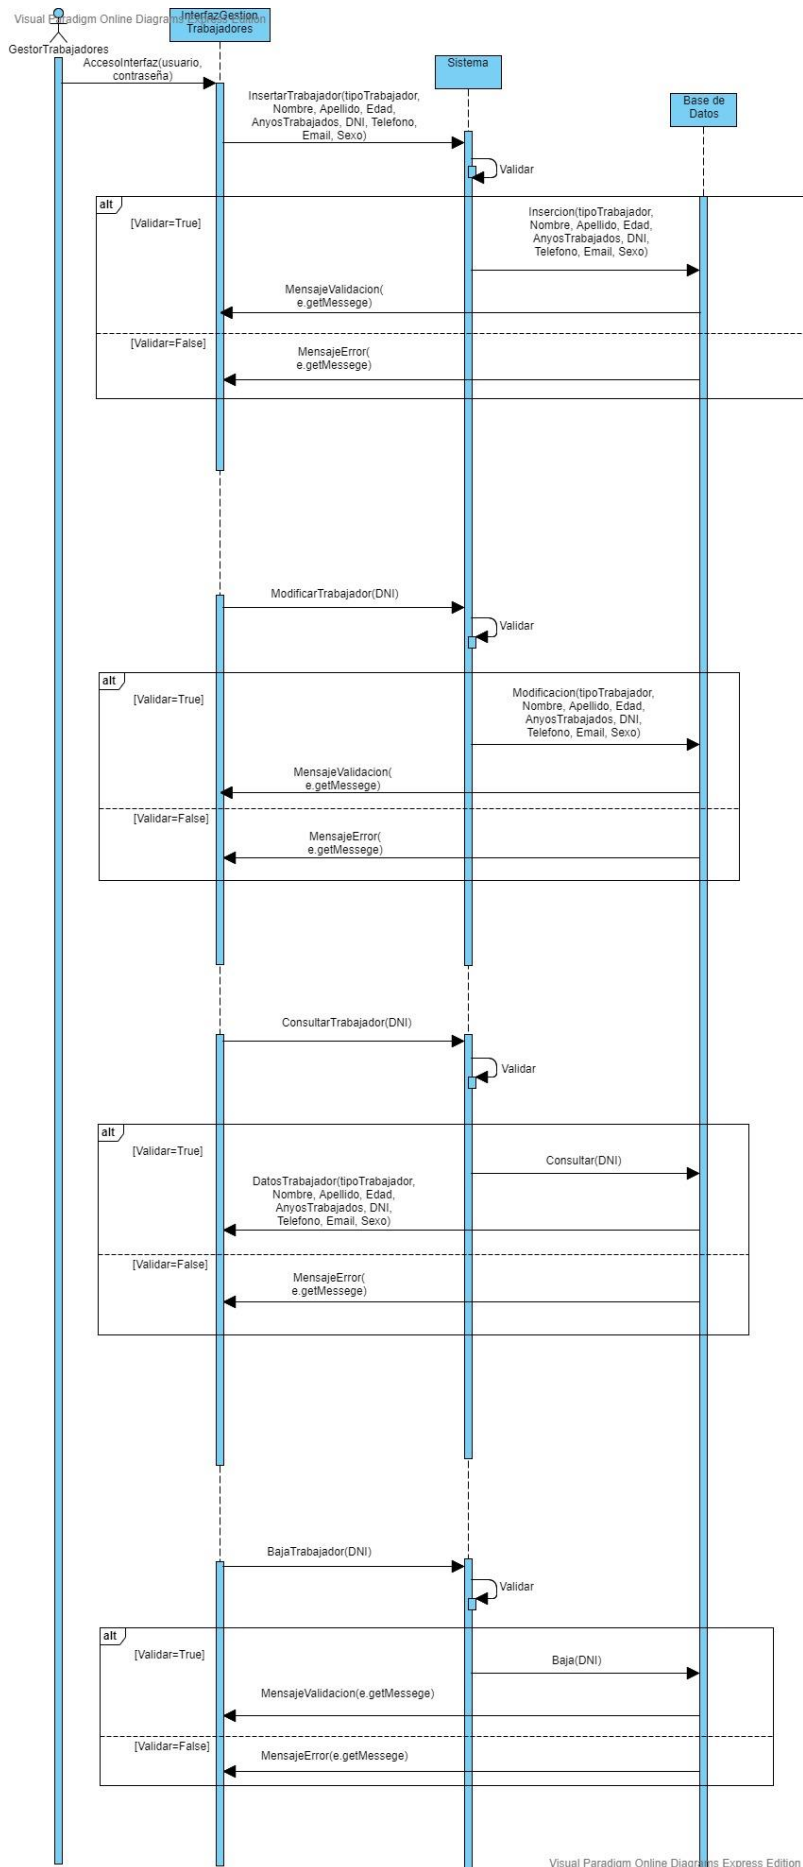 Visual Paradigm Online Diagrams Express Edition
InterfazGestion
Trabajadores
GestorTrabajadores
Sistema
Base de
Datos
AccesoInterfaz(usuario,
contraseña)
InsertarTrabajador(tipoTrabajador,
Nombre, Apellido, Edad,
AnyosTrabajados, DNI, Telefono,
Email, Sexo)
Validar
alt
[Validar=True]
Insercion(tipoTrabajador,
Nombre, Apellido, Edad,
AnyosTrabajados, DNI,
Telefono, Email, Sexo)
MensajeValidacion(
e.getMessege)
[Validar=False]
MensajeError(
e.getMessege)
ModificarTrabajador(DNI)
Validar
alt
[Validar=True]
Modificacion(tipoTrabajador,
Nombre, Apellido, Edad,
AnyosTrabajados, DNI,
Telefono, Email, Sexo)
MensajeValidacion(
e.getMessege)
[Validar=False]
MensajeError(
e.getMessege)
ConsultarTrabajador(DNI)
Validar
alt
[Validar=True]
Consultar(DNI)
DatosTrabajador(tipoTrabajador,
Nombre, Apellido, Edad,
AnyosTrabajados, DNI,
Telefono, Email, Sexo)
[Validar=False]
MensajeError(
e.getMessege)
BajaTrabajador(DNI)
Validar
alt
[Validar=True]
Baja(DNI)
MensajeValidacion(e.getMessege)
[Validar=False]
MensajeError(e.getMessege)
Visual Paradigm Online Diagrams Express Edition